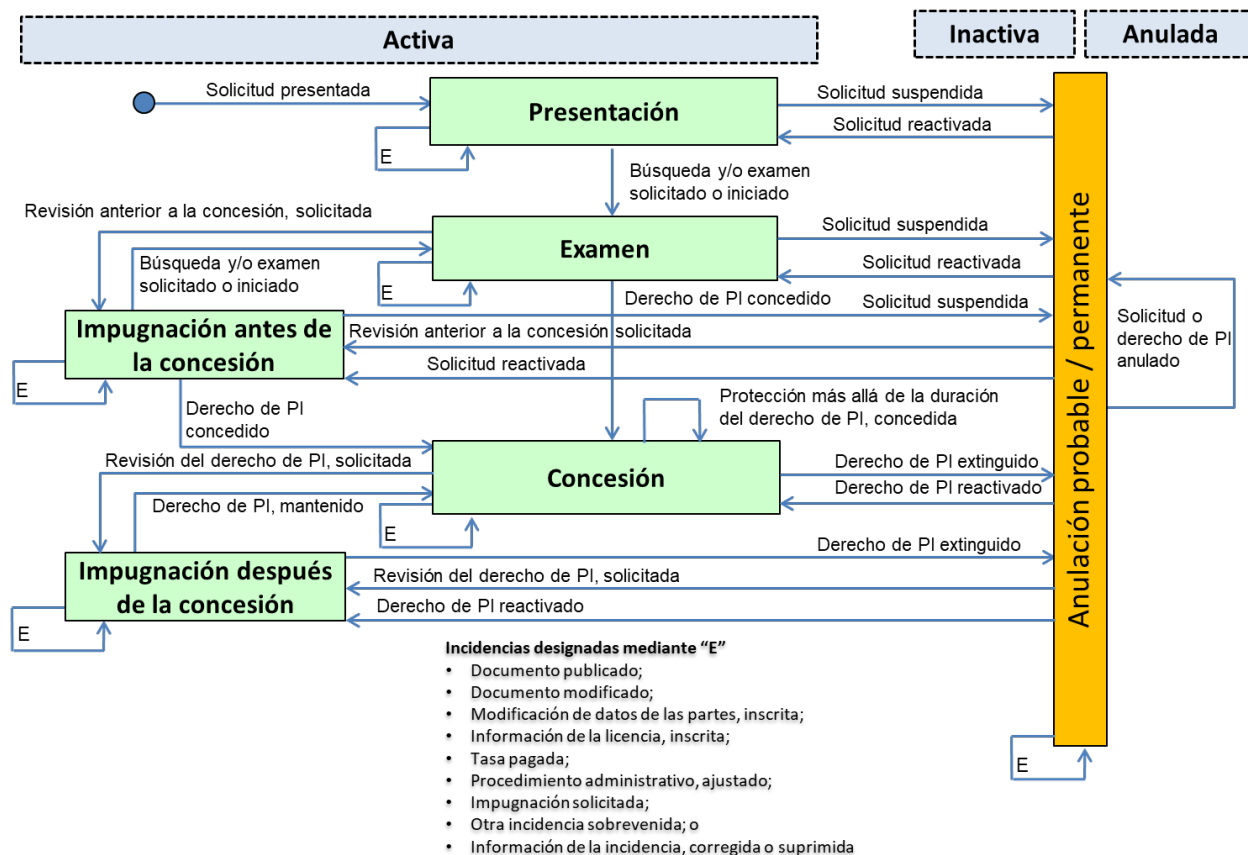 Activa
Inactiva
Anulada
Solicitud presentada
Presentación
Solicitud suspendida
Solicitud reactivada
E
Búsqueda y/o examen
solicitado o iniciado
Revisión anterior a la concesión, solicitada
Examen
Solicitud suspendida
Solicitud reactivada
Búsqueda y/o examen
solicitado o iniciado
E
Derecho de PI concedido
Solicitud suspendida
Impugnación antes de
la concesión
Revisión anterior a la concesión solicitada
Solicitud reactivada
E
Solicitud o
derecho de PI
anulado
Anulación probable / permanente
Derecho de PI
concedido
Protección más allá de la duración
del derecho de PI, concedida
Revisión del derecho de PI, solicitada
Concesión
Derecho de PI extinguido
Derecho de PI reactivado
Derecho de PI, mantenido
E
Derecho de PI extinguido
Impugnación después
de la concesión
Revisión del derecho de PI, solicitada
Derecho de PI reactivado
E
Incidencias designadas mediante “E”
• Documento publicado;
• Documento modificado;
• Modificación de datos de las partes, inscrita;
• Información de la licencia, inscrita;
• Tasa pagada;
• Procedimiento administrativo, ajustado;
• Impugnación solicitada;
• Otra incidencia sobrevenida; o
• Información de la incidencia, corregida o suprimida
E